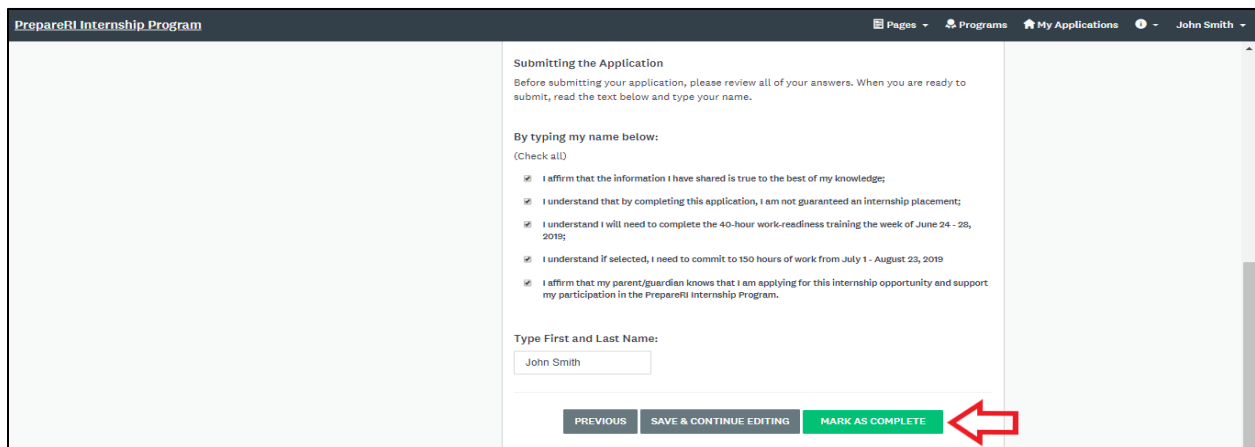 PrepareRI Internship Program
Pages
Programs
My Applications
John Smith
Submitting the Application
Before submitting your application, please review all of your answers. When you are ready to
submit, read the text below and type your name.
By typing my name below:
(Check all)
I affirm that the information I have shared is true to the best of my knowledge;
I understand that by completing this application, I am not guaranteed an internship placement;
I understand I will need to complete the 40-hour work-readiness training the week of June 24 - 28,
2019;
I understand if selected, I need to commit to 150 hours of work from July 1 - August 23, 2019
I affirm that my parent/guardian knows that I am applying for this internship opportunity and support
my participation in the PrepareRI Internship Program.
Type First and Last Name:
John Smith
PREVIOUS
SAVE & CONTINUE EDITING
MARK AS COMPLETE